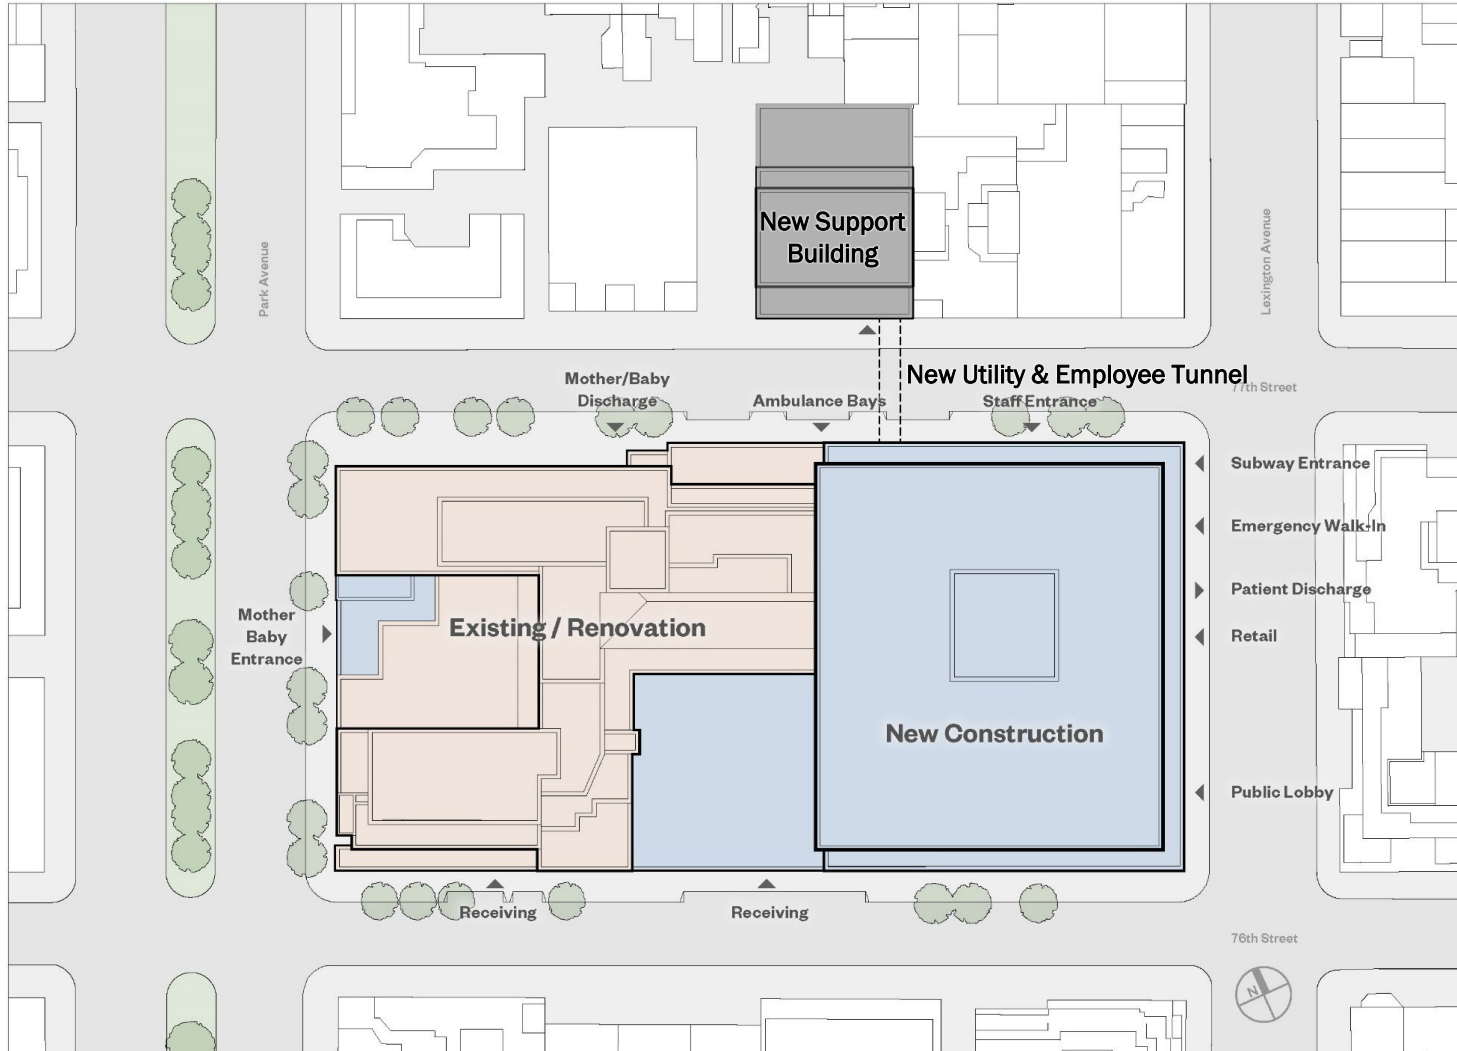 New Support
Building
Park Avenue
Lexington Avenue
New Utility & Employee Tunnel
77th Street
Mother/Baby
Discharge
Ambulance Bays
Staff Entrance
Subway Entrance
Emergency Walk-In
Patient Discharge
Retail
Mother
Baby
Entrance
Existing / Renovation
New Construction
Public Lobby
Receiving
Receiving
76th Street
N